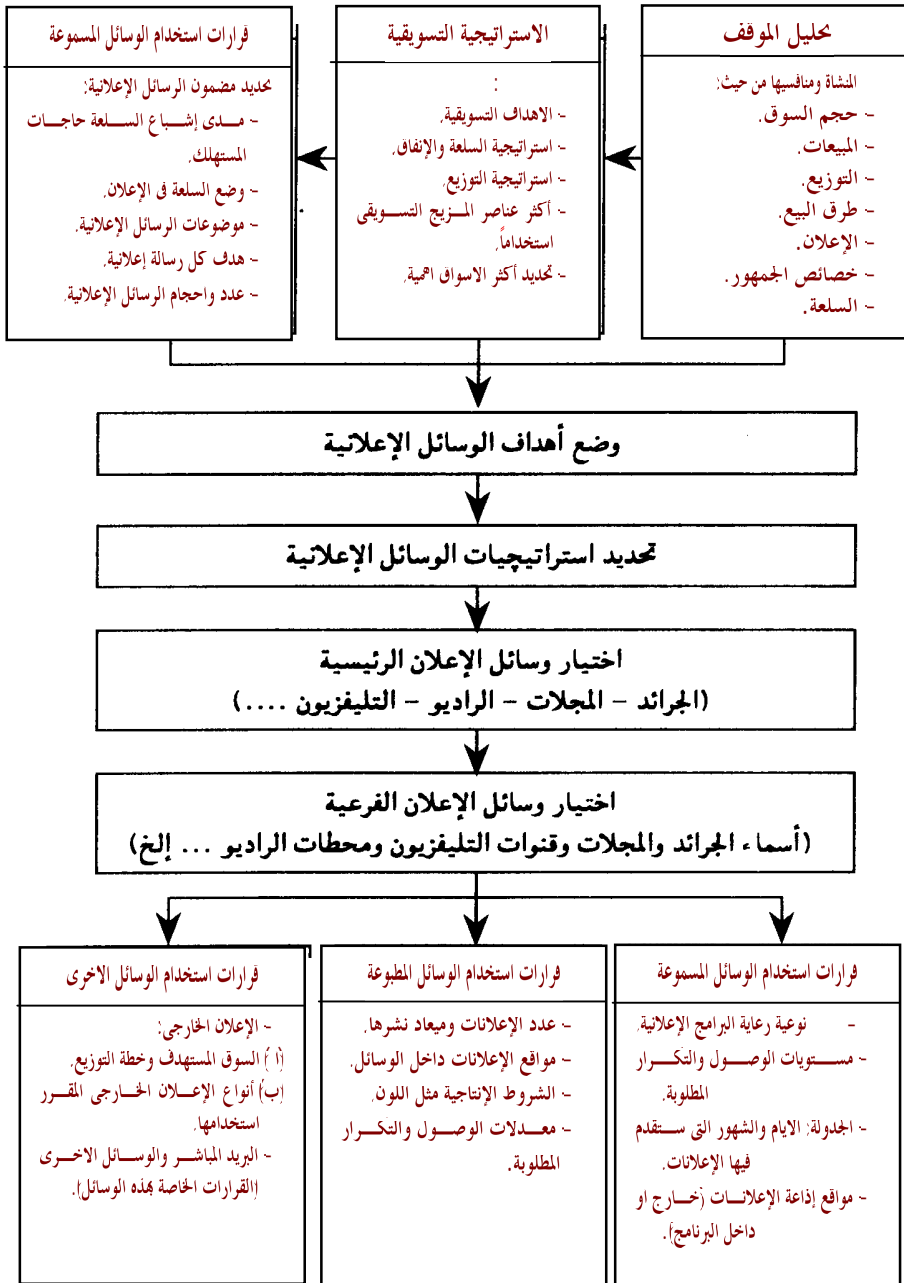 تحليل الموقف
المنشاة ومنافسيها من حيث:
- حجم السوق.
- المبيعات.
- التوزيع.
- طرق البيع.
- الإعلان.
- خصائص الجمهور.
- السلعة.
الاستراتيجية التسويقية
:
- الاهداف التسويقية.
- استراتيجية السلعة والإنفاق.
- استراتيجية التوزيع.
- أكثر عناصر المزيج التسويقى
استخداماً.
- تحديد أكثر الاسواق اهمية.
قرارات استخدام الوسائل المسموعة
تحديد مضمون الرسائل الإعلانية:
- مدى إشباع السلعة حاجات
المستهلك.
- وضع السلعة فى الإعلان.
- موضوعات الرسائل الإعلانية.
- هدف كل رسالة إعلانية.
- عدد واحجام الرسائل الإعلانية.
وضع أهداف الوسائل الإعلانية
تحديد استراتيچيات الوسائل الإعلانية
اختيار وسائل الإعلان الرئيسية
(الجرائد - المجلات - الراديو - التليفزيون ....)
اختيار وسائل الإعلان الفرعية
(أسماء الجرائد والمجلات وقنوات التليفزيون ومحطات الراديو ... إلخ)
قرارات استخدام الوسائل المسموعة
- نوعية رعاية البرامج الإعلانية.
- مستويات الوصول والتكرار
المطلوبة.
- الجدولة: الايام والشهور التى ستقدم
فيها الإعلانات.
- مواقع إذاعة الإعلانات (خارج او
داخل البرنامج).
قرارات استخدام الوسائل المطبوعة
- عدد الإعلانات وميعاد نشرها.
- مواقع الإعلانات داخل الوسائل.
- الشروط الإنتاجية مثل اللون.
- معدلات الوصول والتكرار
المطلوبة.
قرارات استخدام الوسائل الاخرى
- الإعلان الخارجى:
(أ) السوق المستهدف وخطة التوزيع.
(ب) أنواع الإعلان الخارجى المقرر
استخدامها.
- البريد المباشر والوسائل الاخرى
(القرارات الخاصة بهذه الوسائل).